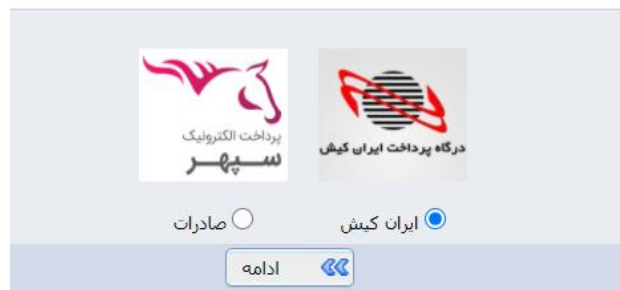 درگاه پرداخت ایران کیش
پرداخت الکترونیک
سپهر
ایران کیش
صادرات
ادامه